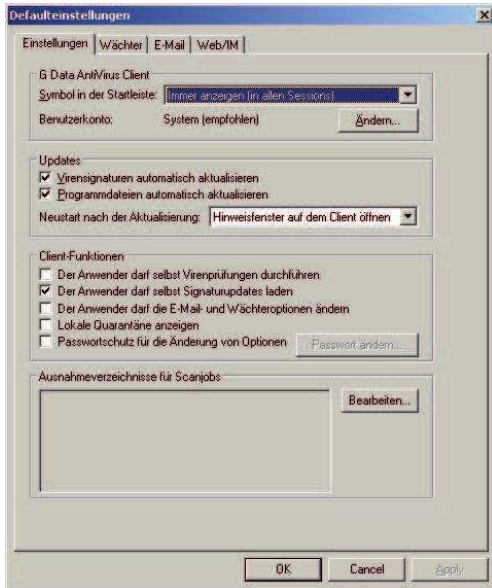 Defaulteinstellungen
Einstellungen Wächter E-Mail Web/IM
G Data AntiVirus Client
Symbol in der Startleiste: Immer anzeigen (in allen Sessions)
Benutzerkonto: System (empfohlen) Ändern...
Updates
Virensignaturen automatisch aktualisieren
Programmdateien automatisch aktualisieren
Neustart nach der Aktualisierung: Hinweisfenster auf dem Client öffnen
Client-Funktionen
Der Anwender darf selbst Virenprüfungen durchführen
Der Anwender darf selbst Signaturupdates laden
Der Anwender darf die E-Mail- und Wächteroptionen ändern
Lokale Quarantäne anzeigen
Passwortschutz für die Änderung von Optionen Passwort ändern...
Ausnahmeverzeichnisse für Scanjobs
Bearbeiten...
OK Cancel Apply